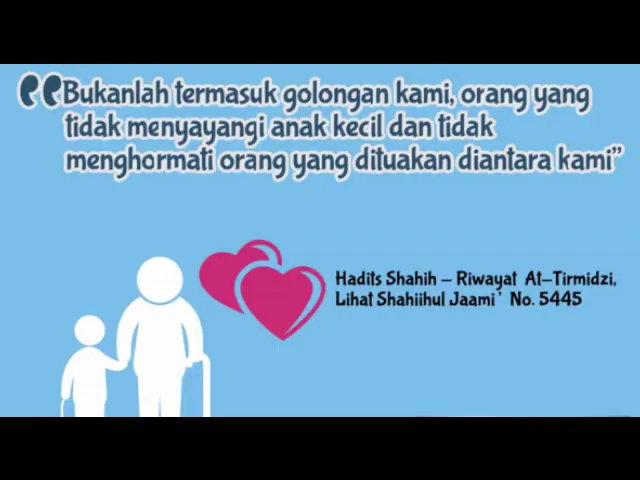 “Bukanlah termasuk golongan kami, orang yang
tidak menyayangi anak kecil dan tidak
menghormati orang yang dituakan diantara kami”
Hadits Shahih - Riwayat At-Tirmidzi,
Lihat Shahiihul Jaami' No. 5445